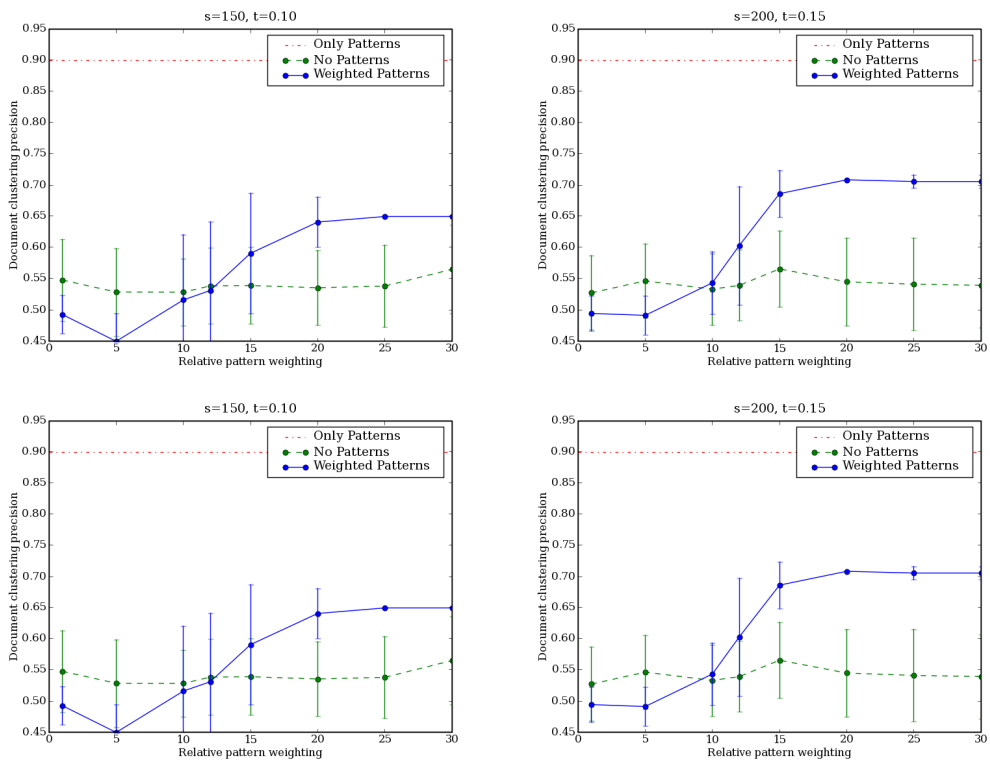 s=150, t=0.10
Only Patterns
No Patterns
Weighted Patterns
Document clustering precision
0.95
0.90
0.85
0.80
0.75
0.70
0.65
0.60
0.55
0.50
0.45
0 5 10 15 20 25 30
Relative pattern weighting
s=200, t=0.15
Only Patterns
No Patterns
Weighted Patterns
Document clustering precision
0.95
0.90
0.85
0.80
0.75
0.70
0.65
0.60
0.55
0.50
0.45
0 5 10 15 20 25 30
Relative pattern weighting
s=150, t=0.10
Only Patterns
No Patterns
Weighted Patterns
Document clustering precision
0.95
0.90
0.85
0.80
0.75
0.70
0.65
0.60
0.55
0.50
0.45
0 5 10 15 20 25 30
Relative pattern weighting
s=200, t=0.15
Only Patterns
No Patterns
Weighted Patterns
Document clustering precision
0.95
0.90
0.85
0.80
0.75
0.70
0.65
0.60
0.55
0.50
0.45
0 5 10 15 20 25 30
Relative pattern weighting